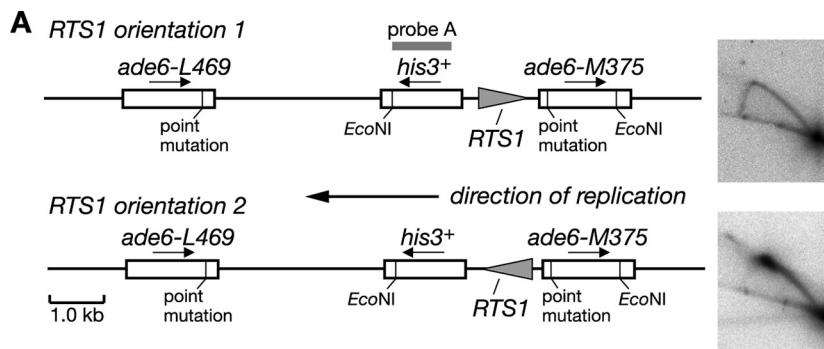 A
RTS1 orientation 1
probe A
ade6-L469
his3+
ade6-M375
point
mutation
EcoNI
RTS1
point
mutation
EcoNI
direction of replication
RTS1 orientation 2
ade6-L469
his3+
ade6-M375
1.0 kb
point
mutation
EcoNI
RTS1
point
mutation
EcoNI